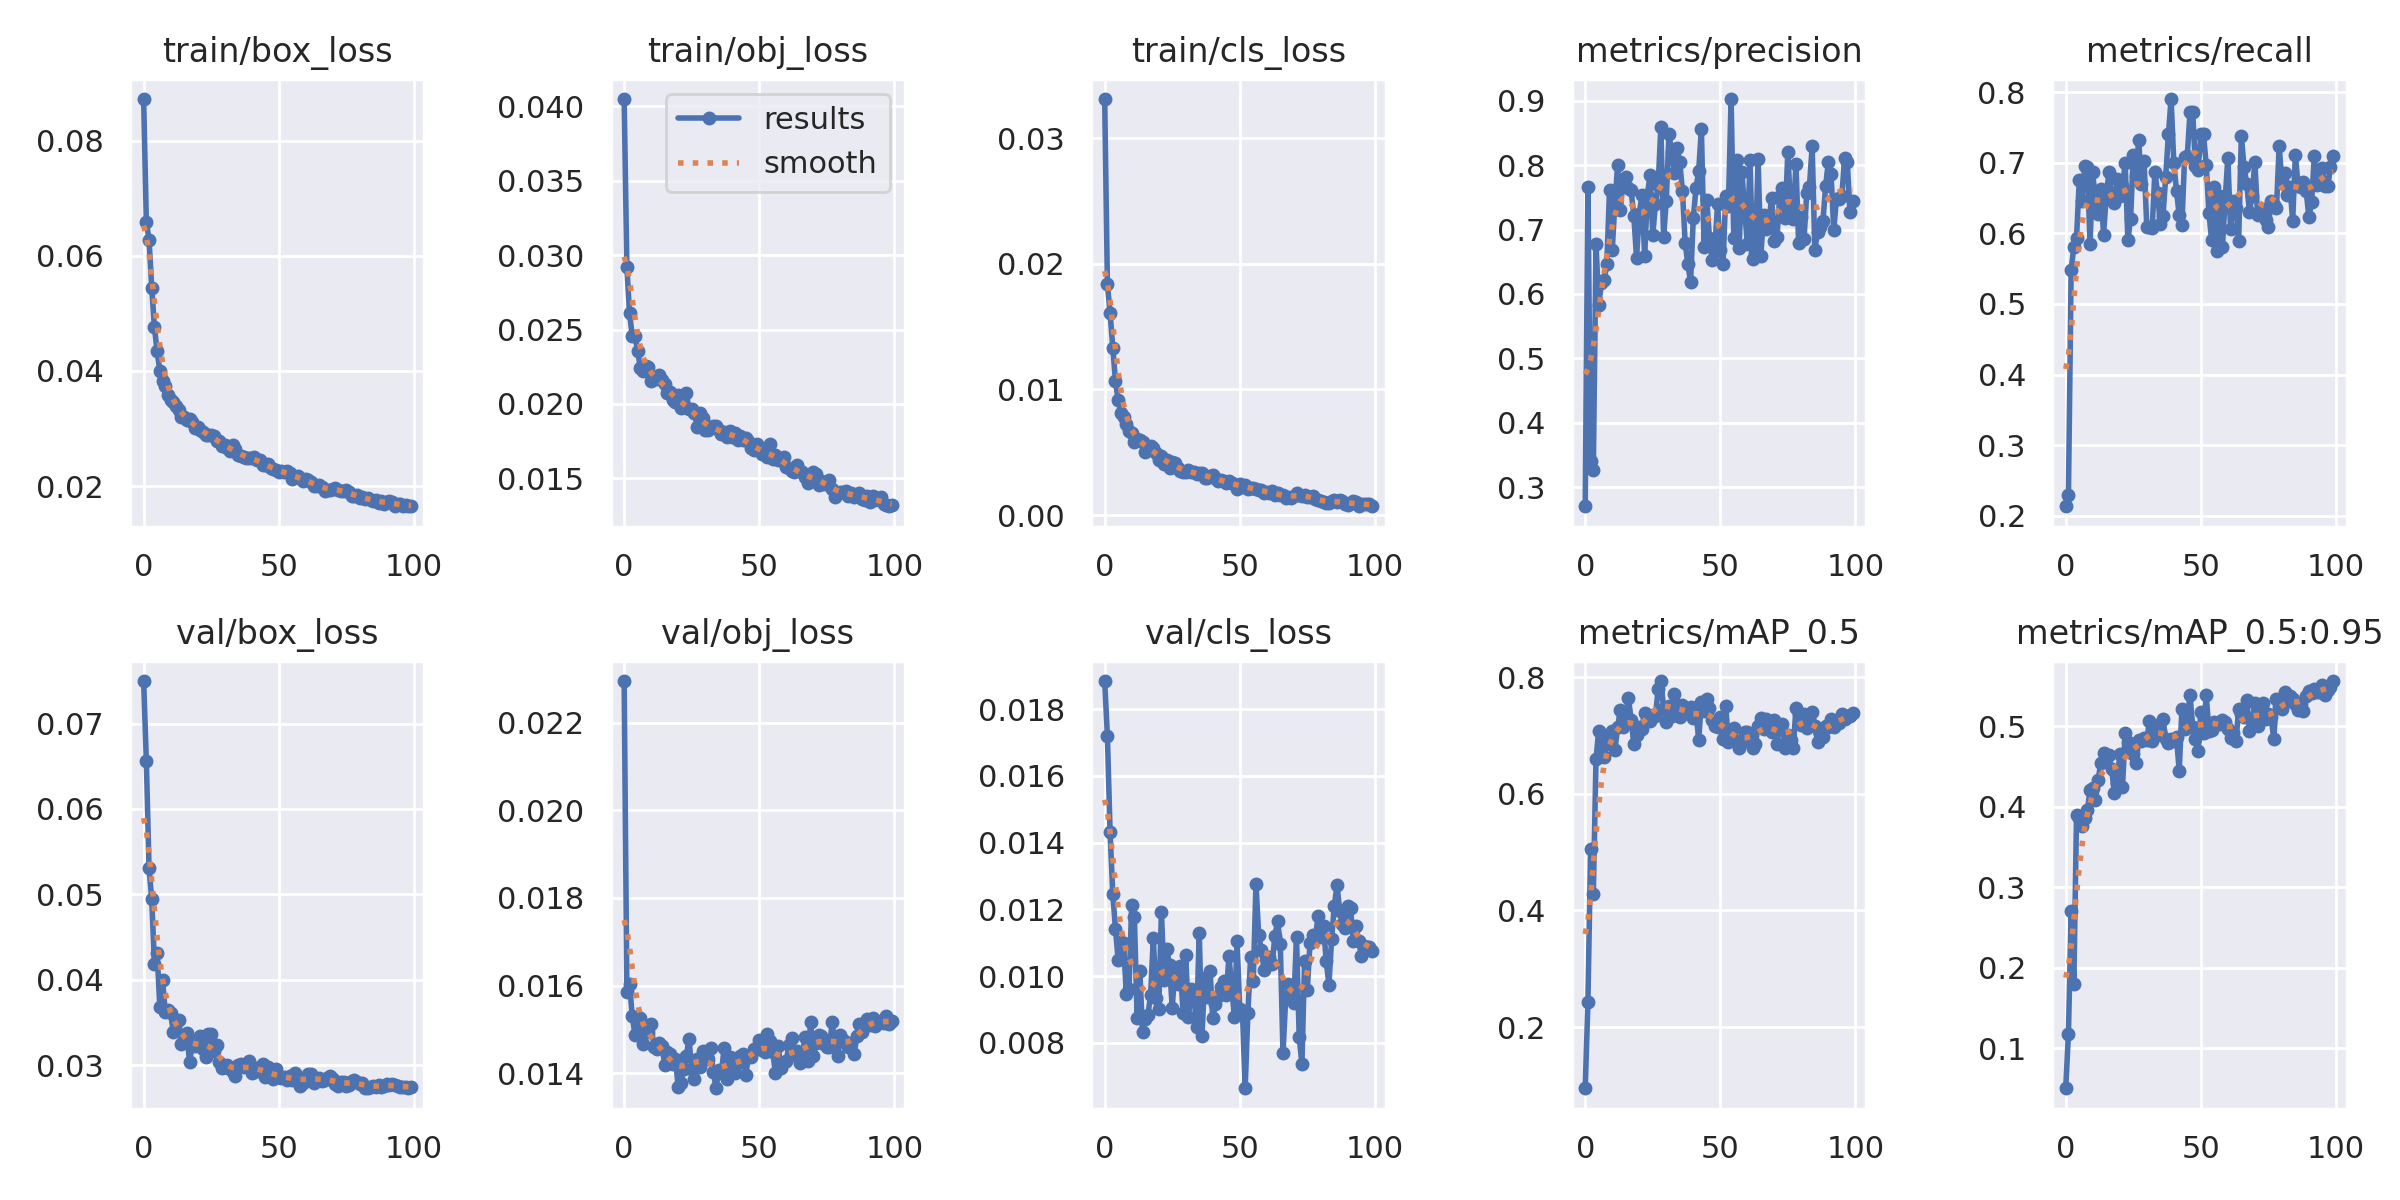 train/box_loss
0.08
0.06
0.04
0.02
0 50 100
train/obj_loss
results
smooth
0.040
0.035
0.030
0.025
0.020
0.015
0 50 100
train/cls_loss
0.03
0.02
0.01
0.00
0 50 100
metrics/precision
0.9
0.8
0.7
0.6
0.5
0.4
0.3
0 50 100
metrics/recall
0.8
0.7
0.6
0.5
0.4
0.3
0.2
0 50 100
val/box_loss
0.07
0.06
0.05
0.04
0.03
0 50 100
val/obj_loss
0.022
0.020
0.018
0.016
0.014
0 50 100
val/cls_loss
0.018
0.016
0.014
0.012
0.010
0.008
0 50 100
metrics/mAP_0.5
0.8
0.6
0.4
0.2
0 50 100
metrics/mAP_0.5:0.95
0.5
0.4
0.3
0.2
0.1
0 50 100